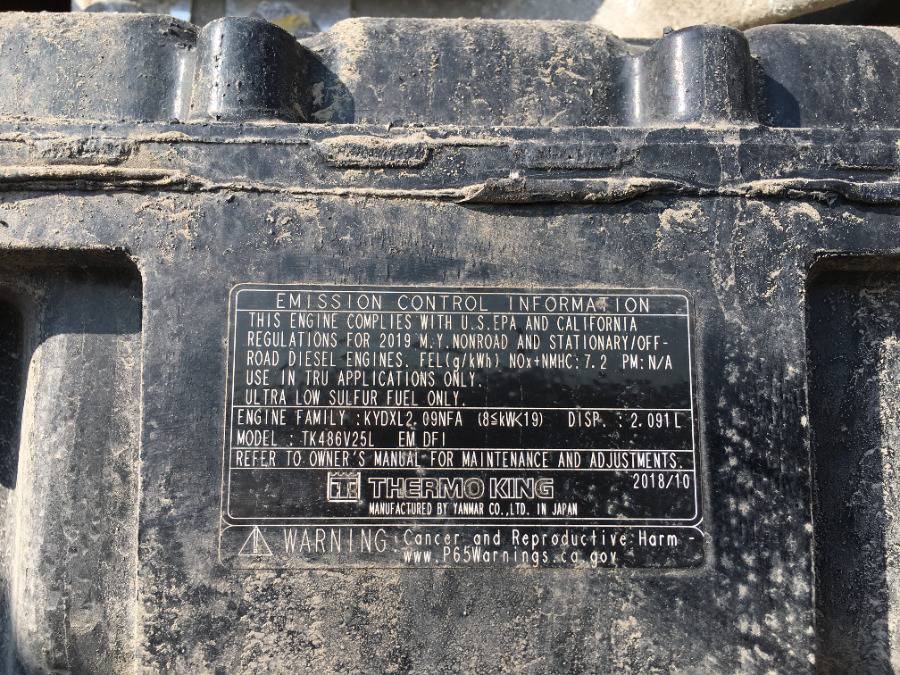 EMISSION CONTROL INFORMATION
THIS ENGINE COMPLIES WITH U.S.EPA AND CALIFORNIA
REGULATIONS FOR 2019 M.Y.NONROAD AND STATIONARY/OFF-
ROAD DIESEL ENGINES. FEL(g/kWh) NOx+NMHC:7.2 PM:N/A
USE IN TRU APPLICATIONS ONLY.
ULTRA LOW SULFUR FUEL ONLY.
ENGINE FAMILY :KYDXL2.09NFA (8≦kW<19) DISP. :2.091L
MODEL : TK486V25L EM DFI
REFER TO OWNER'S MANUAL FOR MAINTENANCE AND ADJUSTMENTS.
THERMO KING 2018/10
MANUFACTURED BY YANMAR CO.,LTD. IN JAPAN
WARNING:Cancer and Reproductive Harm -
www.P65Warnings.ca.gov